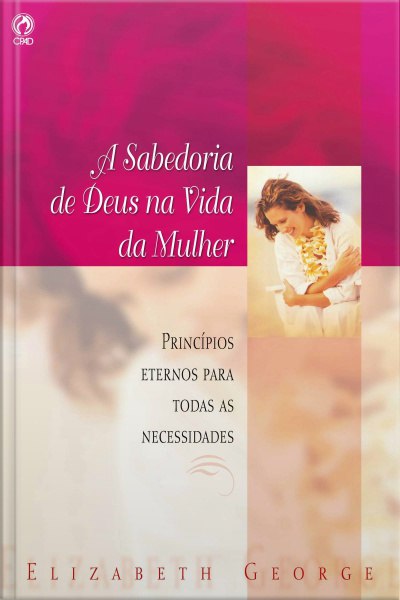 CPAD
A Sabedoria
de Deus na Vida
da Mulher
Princípios
eternos para
todas as
necessidades
Elizabeth George